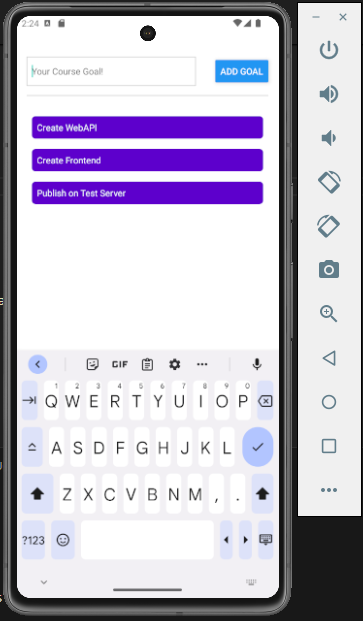 2:24
Your Course Goal!
ADD GOAL
Create WebAPI
Create Frontend
Publish on Test Server
GIF
1 2 3 4 5 6 7 8 9 0
Q W E R T Y U I O P
A S D F G H J K L
Z X C V B N M , .
?123